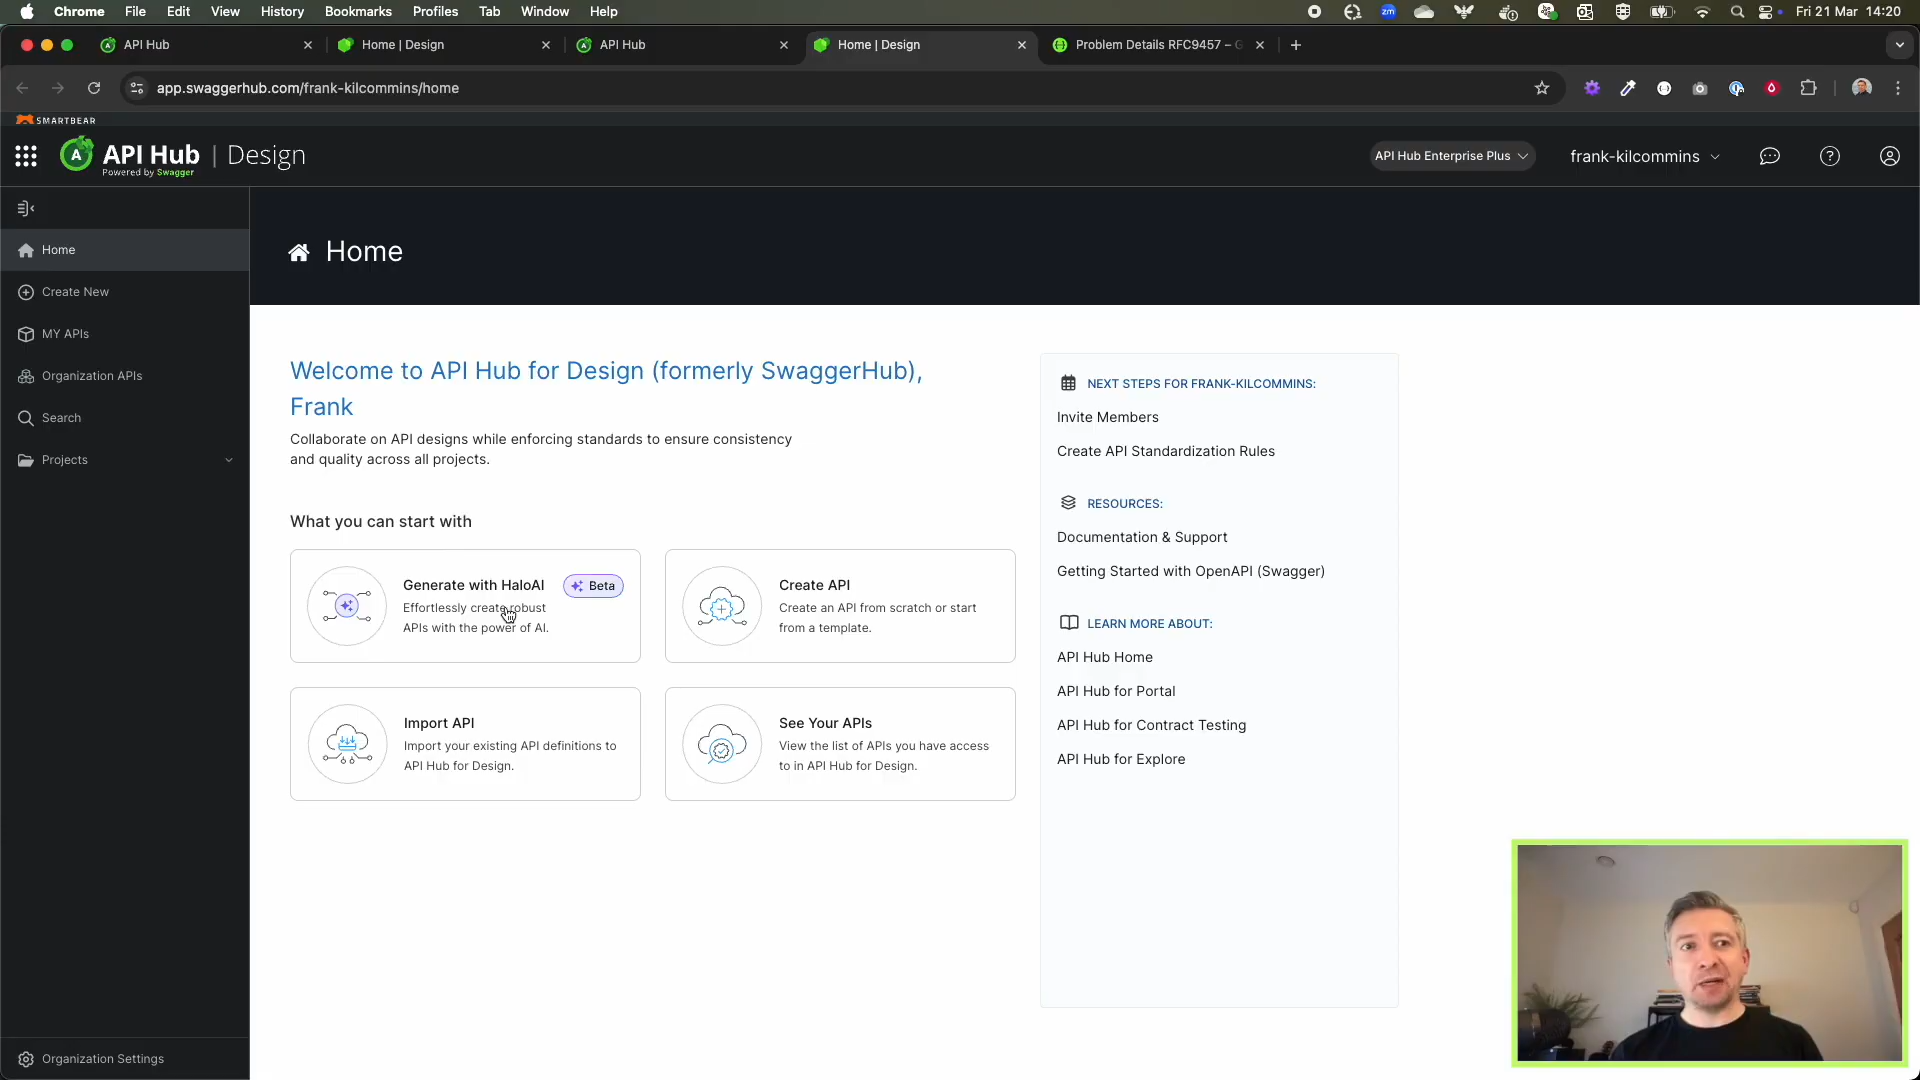 Chrome File Edit View History Bookmarks Profiles Tab Window Help
zm
Fri 21 Mar 14:20
API Hub
Home | Design
API Hub
Home | Design
Problem Details RFC9457 –
app.swaggerhub.com/frank-kilcommins/home
SMARTBEAR
A API Hub | Design
Powered by Swagger
API Hub Enterprise Plus
frank-kilcommins
Home
Create New
MY APIs
Organization APIs
Search
Projects
Organization Settings
Home
Welcome to API Hub for Design (formerly SwaggerHub),
Frank
Collaborate on API designs while enforcing standards to ensure consistency
and quality across all projects.
What you can start with
Generate with HaloAI
Beta
Effortlessly create robust
APIs with the power of AI.
Create API
Create an API from scratch or start
from a template.
Import API
Import your existing API definitions to
API Hub for Design.
See Your APIs
View the list of APIs you have access
to in API Hub for Design.
NEXT STEPS FOR FRANK-KILCOMMINS:
Invite Members
Create API Standardization Rules
RESOURCES:
Documentation & Support
Getting Started with OpenAPI (Swagger)
LEARN MORE ABOUT:
API Hub Home
API Hub for Portal
API Hub for Contract Testing
API Hub for Explore